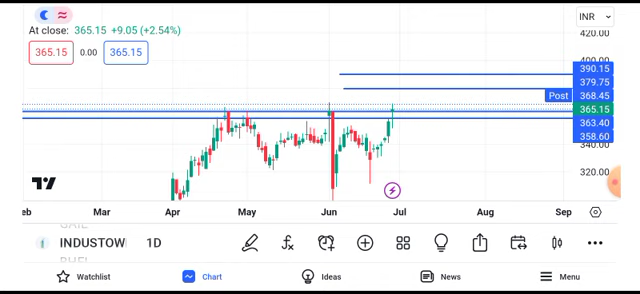 INR
At close: 365.15 +9.05 (+2.54%)
365.15 0.00 365.15
420.00
400.00
390.15
379.75
Post 368.45
365.15
363.40
358.60
340.00
320.00
Mar Apr May Jun Jul Aug Sep
INDUSTOW 1D
Watchlist Chart Ideas News Menu